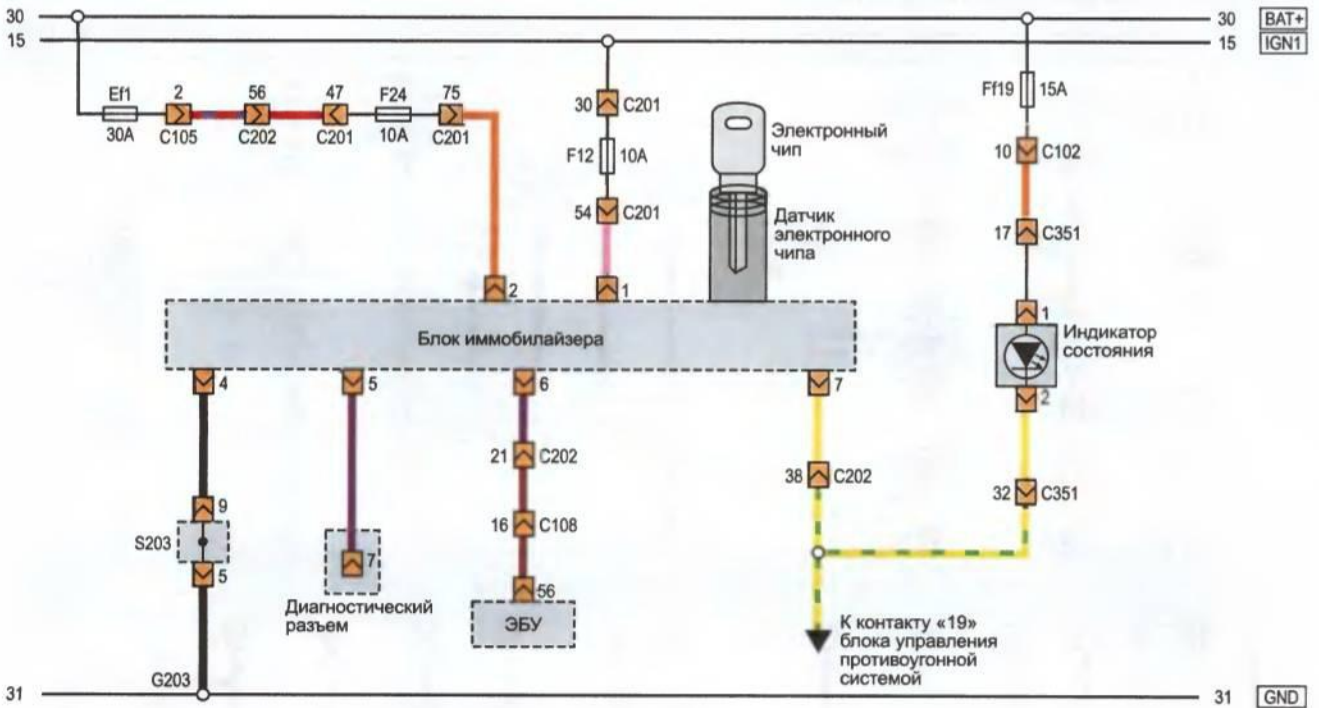 30
30 BAT+
15
15 IGN1
Ef1 2 56 47 F24 75
30A C105 C202 C201 10A C201
30 C201
F12 10A
54 C201
Электронный
чип
Датчик
электронного
чипа
Ff19 15A
10 C102
17 C351
2
1
1
Блок иммобилайзера
Индикатор
состояния
4
5
6
7
2
21 C202
38 C202
32 C351
9
S203
5
16 C108
7
56
Диагностический
разъем
ЭБУ
К контакту «19»
блока управления
противоугонной
системой
G203
31
31 GND